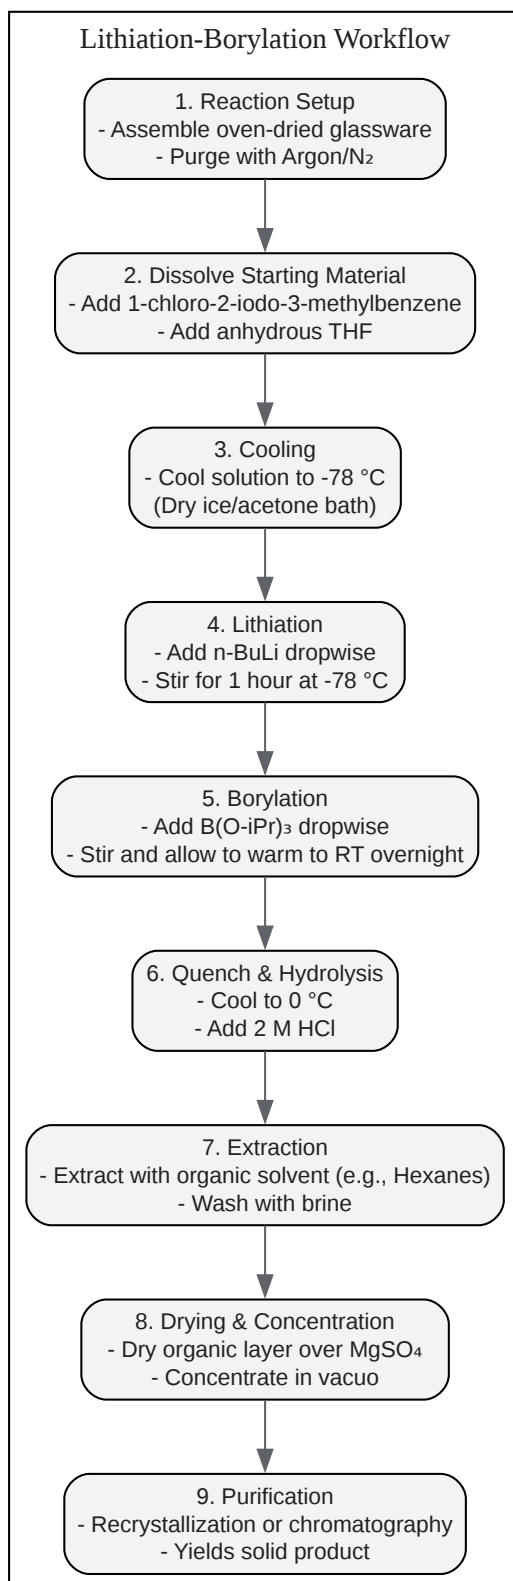 Lithiation-Borylation Workflow
1. Reaction Setup
- Assemble oven-dried glassware
- Purge with Argon/N₂
2. Dissolve Starting Material
- Add 1-chloro-2-iodo-3-methylbenzene
- Add anhydrous THF
3. Cooling
- Cool solution to -78 °C
(Dry ice/acetone bath)
4. Lithiation
- Add n-BuLi dropwise
- Stir for 1 hour at -78 °C
5. Borylation
- Add B(O-iPr)₃ dropwise
- Stir and allow to warm to RT overnight
6. Quench & Hydrolysis
- Cool to 0 °C
- Add 2 M HCl
7. Extraction
- Extract with organic solvent (e.g., Hexanes)
- Wash with brine
8. Drying & Concentration
- Dry organic layer over MgSO₄
- Concentrate in vacuo
9. Purification
- Recrystallization or chromatography
- Yields solid product